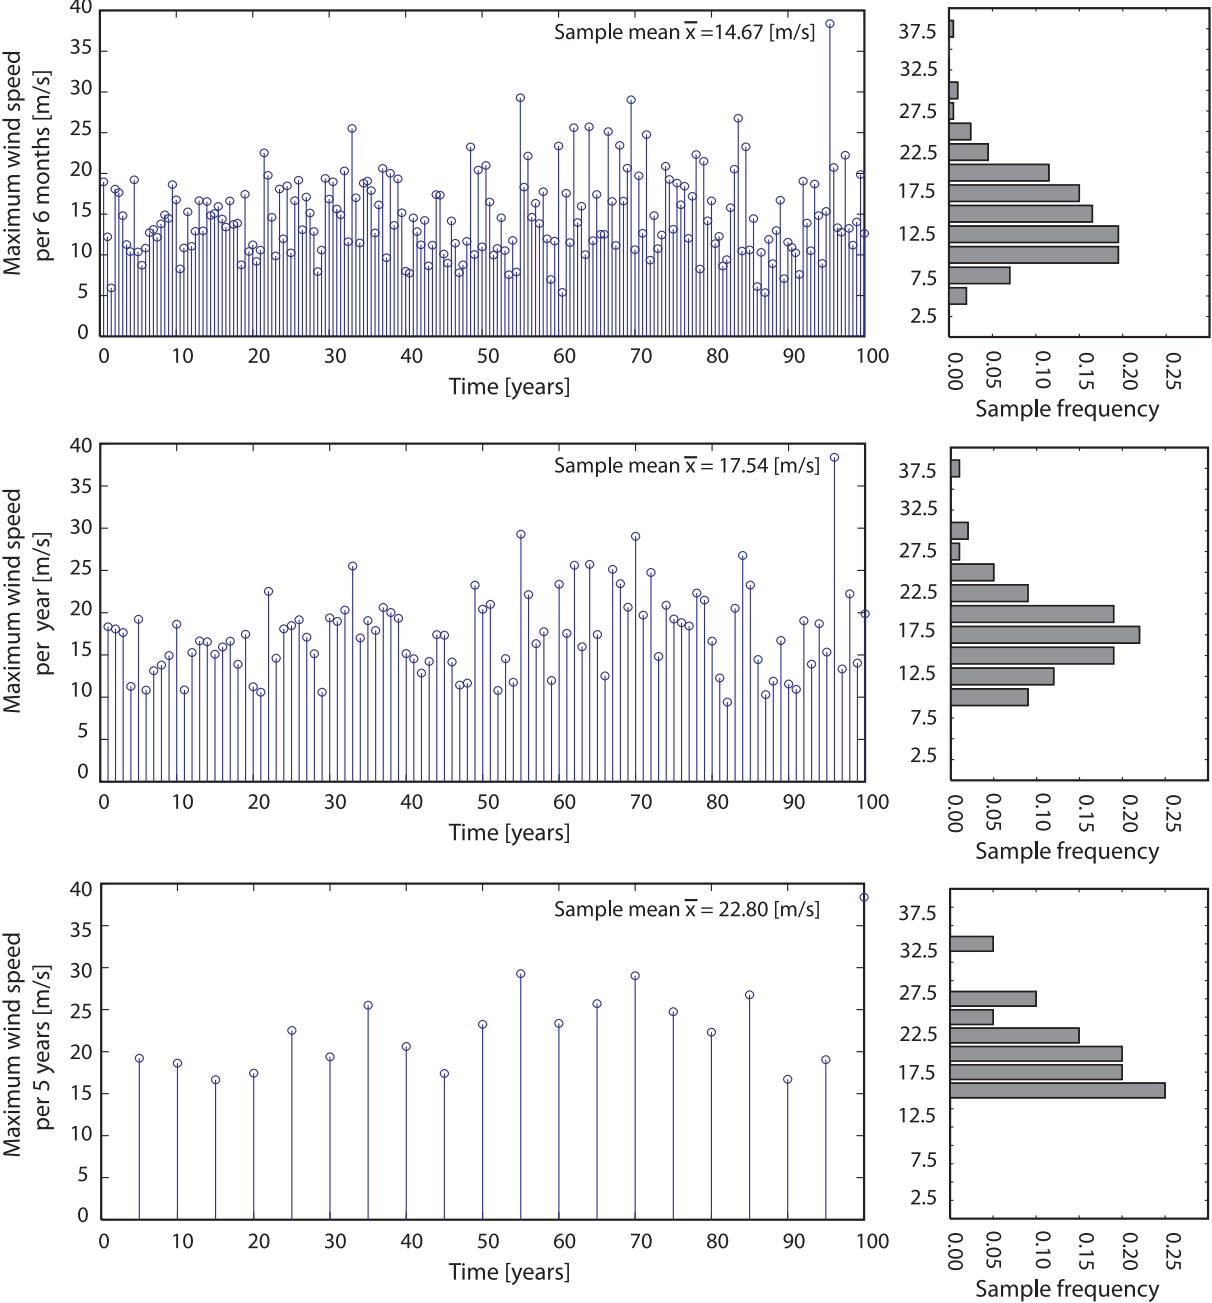 Sample mean x̄ =14.67 [m/s]
Maximum wind speed
per 6 months [m/s]
40
35
30
25
20
15
10
5
0
0 10 20 30 40 50 60 70 80 90 100
Time [years]
37.5
32.5
27.5
22.5
17.5
12.5
7.5
2.5
0.00 0.05 0.10 0.15 0.20 0.25
Sample frequency
Sample mean x̄ = 17.54 [m/s]
Maximum wind speed
per year [m/s]
40
35
30
25
20
15
10
5
0
0 10 20 30 40 50 60 70 80 90 100
Time [years]
37.5
32.5
27.5
22.5
17.5
12.5
7.5
2.5
0.00 0.05 0.10 0.15 0.20 0.25
Sample frequency
Sample mean x̄ = 22.80 [m/s]
Maximum wind speed
per 5 years [m/s]
40
35
30
25
20
15
10
5
0
0 10 20 30 40 50 60 70 80 90 100
Time [years]
37.5
32.5
27.5
22.5
17.5
12.5
7.5
2.5
0.00 0.05 0.10 0.15 0.20 0.25
Sample frequency